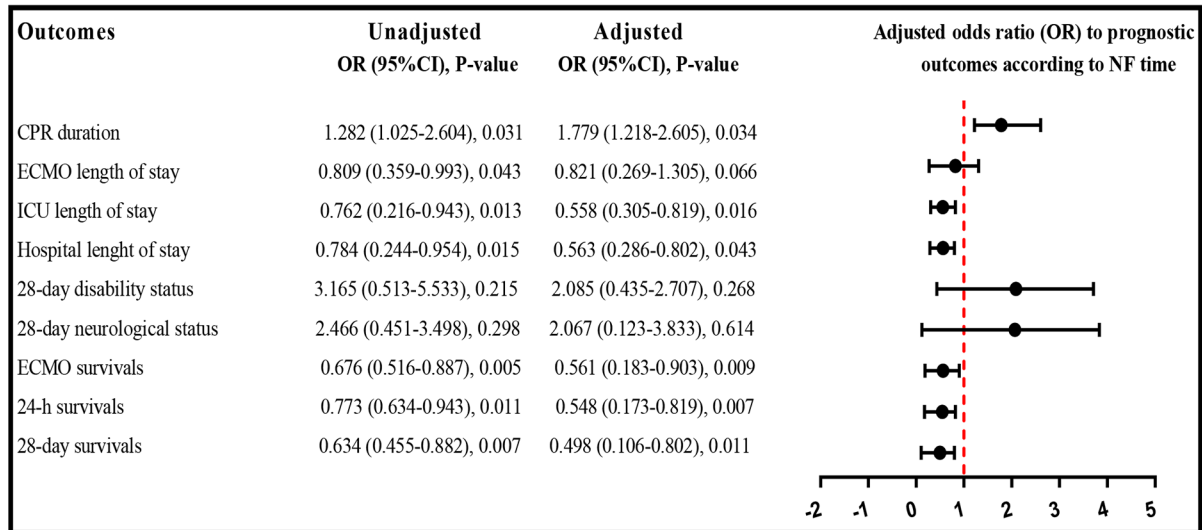 Outcomes Unadjusted Adjusted Adjusted odds ratio (OR) to prognostic
OR (95%CI), P-value OR (95%CI), P-value outcomes according to NF time
CPR duration 1.282 (1.025-2.604), 0.031 1.779 (1.218-2.605), 0.034
ECMO length of stay 0.809 (0.359-0.993), 0.043 0.821 (0.269-1.305), 0.066
ICU length of stay 0.762 (0.216-0.943), 0.013 0.558 (0.305-0.819), 0.016
Hospital lenght of stay 0.784 (0.244-0.954), 0.015 0.563 (0.286-0.802), 0.043
28-day disability status 3.165 (0.513-5.533), 0.215 2.085 (0.435-2.707), 0.268
28-day neurological status 2.466 (0.451-3.498), 0.298 2.067 (0.123-3.833), 0.614
ECMO survivals 0.676 (0.516-0.887), 0.005 0.561 (0.183-0.903), 0.009
24-h survivals 0.773 (0.634-0.943), 0.011 0.548 (0.173-0.819), 0.007
28-day survivals 0.634 (0.455-0.882), 0.007 0.498 (0.106-0.802), 0.011
-2 -1 0 1 2 3 4 5